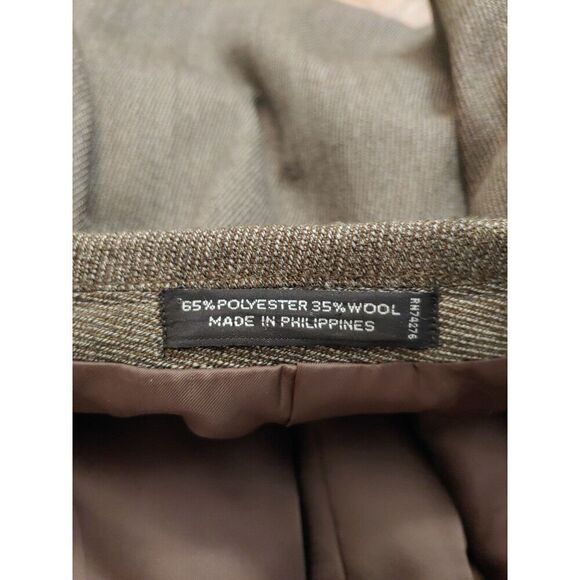 65% POLYESTER 35% WOOL
MADE IN PHILIPPINES
RN74276